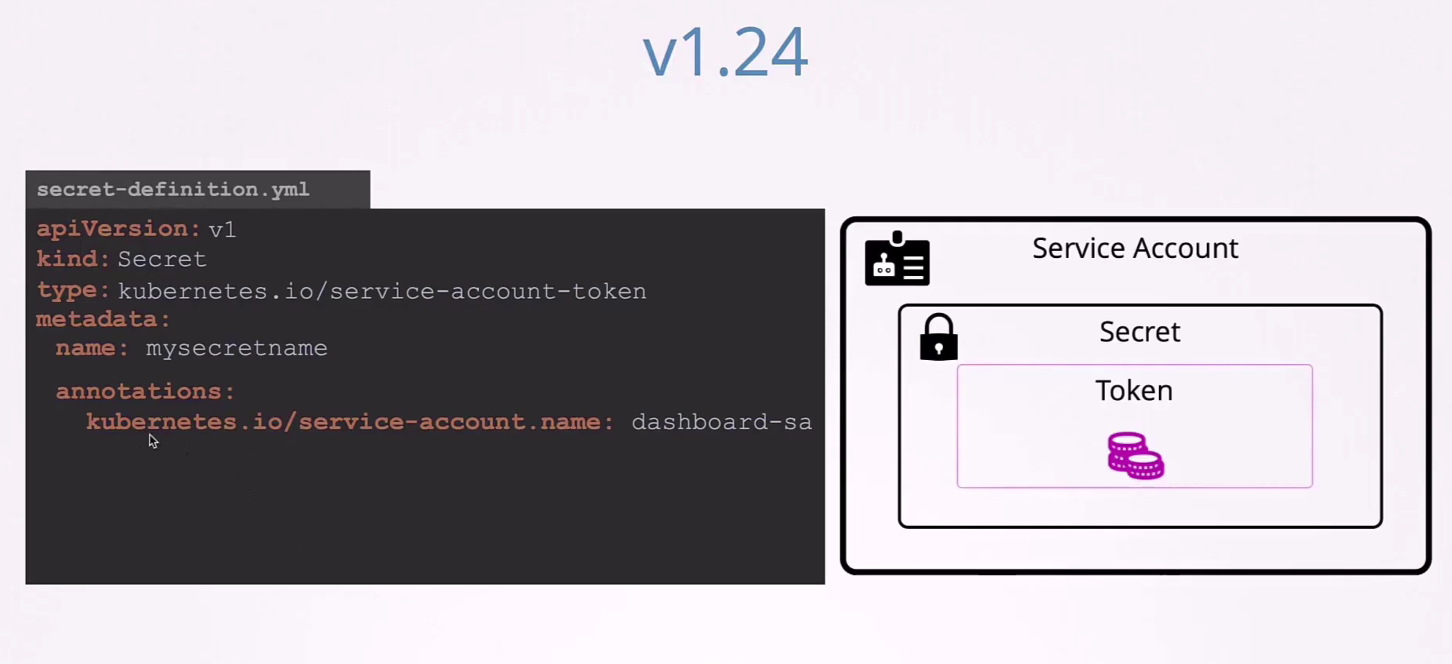 v1.24
secret-definition.yml
apiVersion: v1
kind: Secret
type: kubernetes.io/service-account-token
metadata:
name: mysecretname
annotations:
kubernetes.io/service-account.name: dashboard-sa
Service Account
Secret
Token